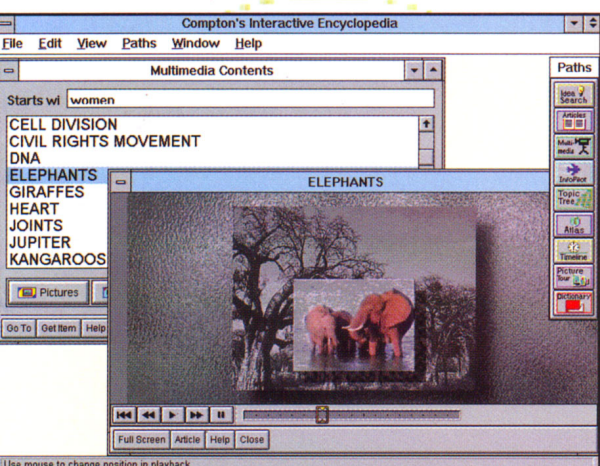 Compton's Interactive Encyclopedia
File Edit View Paths Window Help
Multimedia Contents
Starts wi women
CELL DIVISION
CIVIL RIGHTS MOVEMENT
DNA
ELEPHANTS
GIRAFFES
HEART
JOINTS
JUPITER
KANGAROOS
Pictures
Go To Get Item Help
ELEPHANTS
Full Screen Article Help Close
Use mouse to change position in playback
Paths
Idea Search
Articles
Multi-media
InfoPilot
Topic Tree
Atlas
Timeline
Picture Tour
Dictionary